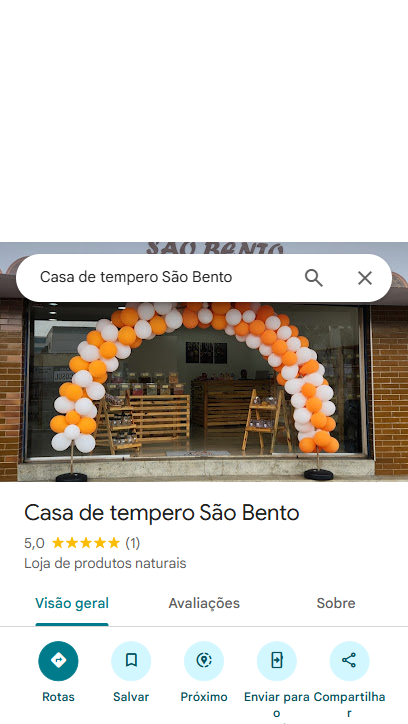 SÃO BENTO
Casa de tempero São Bento
Casa de tempero São Bento
5,0 (1)
Loja de produtos naturais
Visão geral Avaliações Sobre
Rotas Salvar Próximo Enviar para o Compartilhar